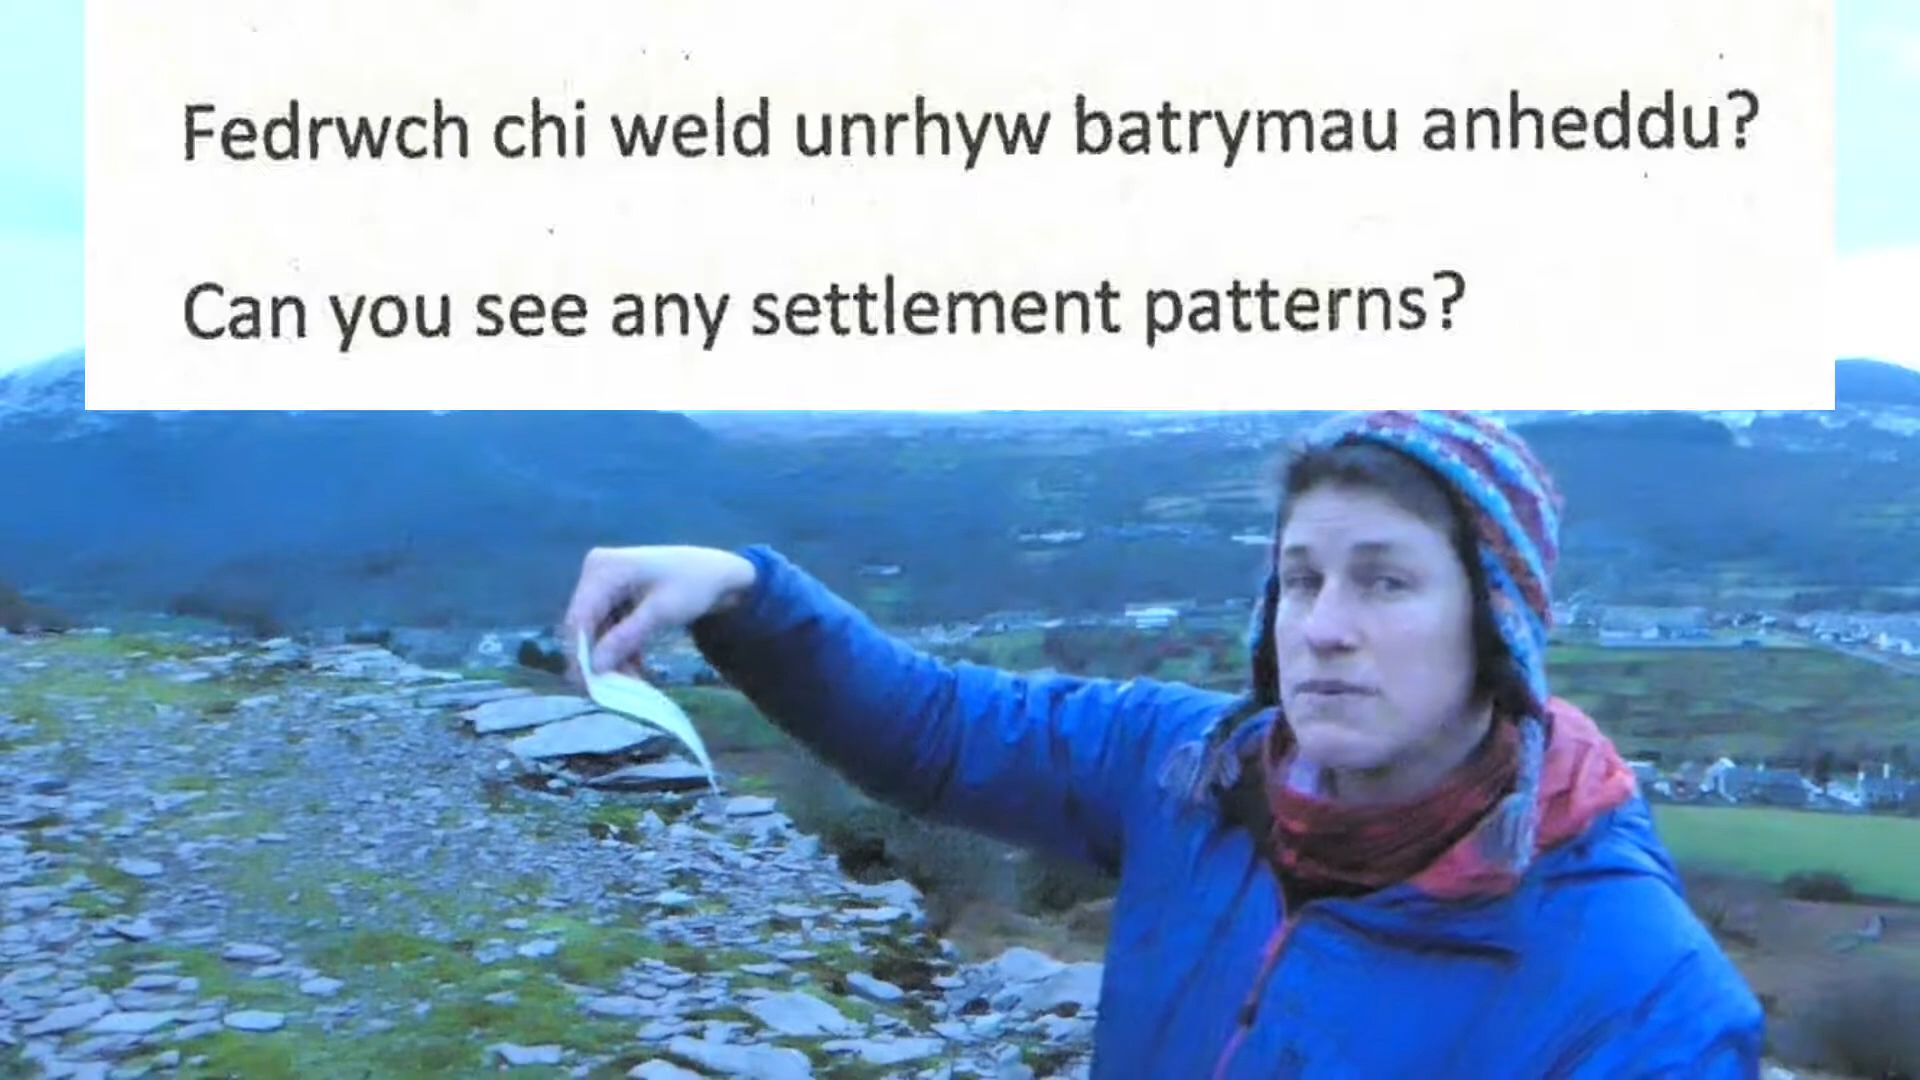 Fedrwch chi weld unrhyw batrymau anheddu?
Can you see any settlement patterns?